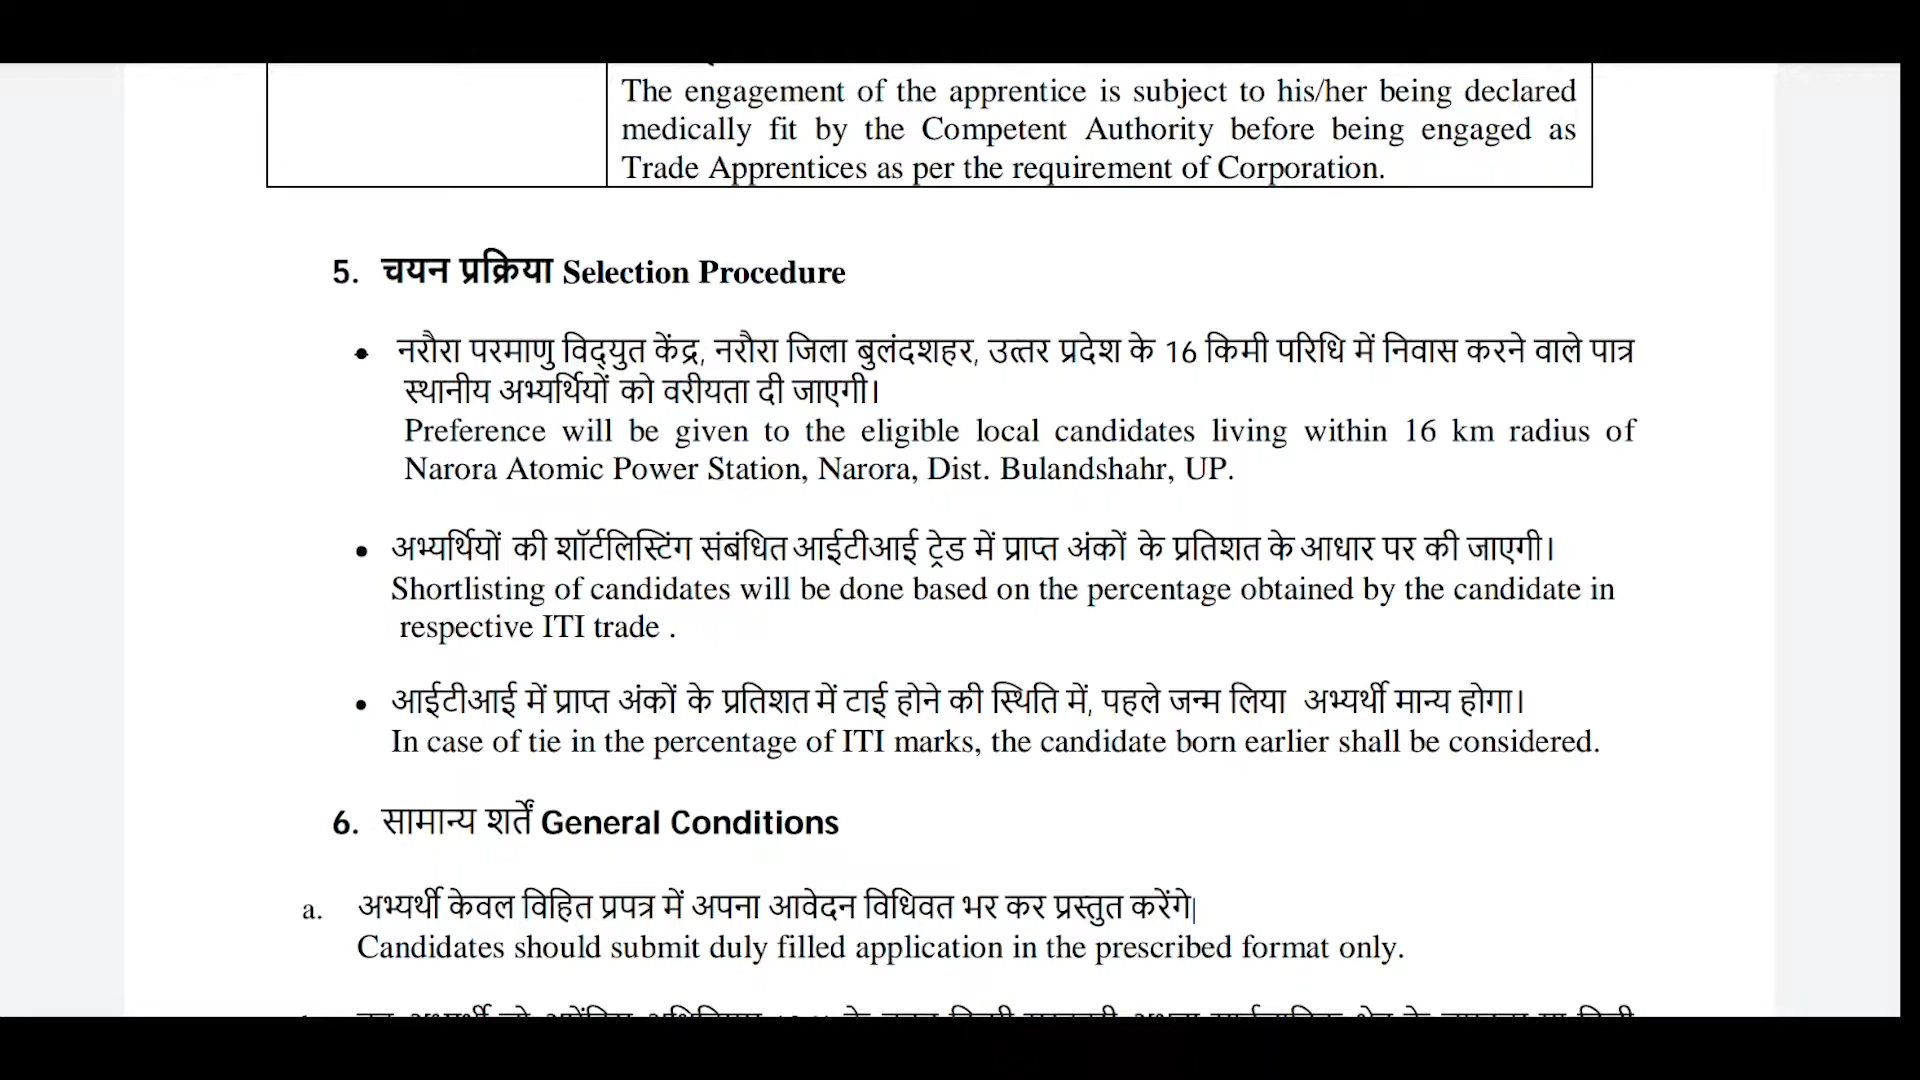 The engagement of the apprentice is subject to his/her being declared
medically fit by the Competent Authority before being engaged as
Trade Apprentices as per the requirement of Corporation.
5. चयन प्रक्रिया Selection Procedure
• नरौरा परमाणु विद्युत केंद्र, नरौरा जिला बुलंदशहर, उत्तर प्रदेश के 16 किमी परिधि में निवास करने वाले पात्र
स्थानीय अभ्यर्थियों को वरीयता दी जाएगी।
Preference will be given to the eligible local candidates living within 16 km radius of
Narora Atomic Power Station, Narora, Dist. Bulandshahr, UP.
• अभ्यर्थियों की शॉर्टलिस्टिंग संबंधित आईटीआई ट्रेड में प्राप्त अंकों के प्रतिशत के आधार पर की जाएगी।
Shortlisting of candidates will be done based on the percentage obtained by the candidate in
respective ITI trade .
• आईटीआई में प्राप्त अंकों के प्रतिशत में टाई होने की स्थिति में, पहले जन्म लिया अभ्यर्थी मान्य होगा।
In case of tie in the percentage of ITI marks, the candidate born earlier shall be considered.
6. सामान्य शर्तें General Conditions
a. अभ्यर्थी केवल विहित प्रपत्र में अपना आवेदन विधिवत भर कर प्रस्तुत करेंगे|
Candidates should submit duly filled application in the prescribed format only.